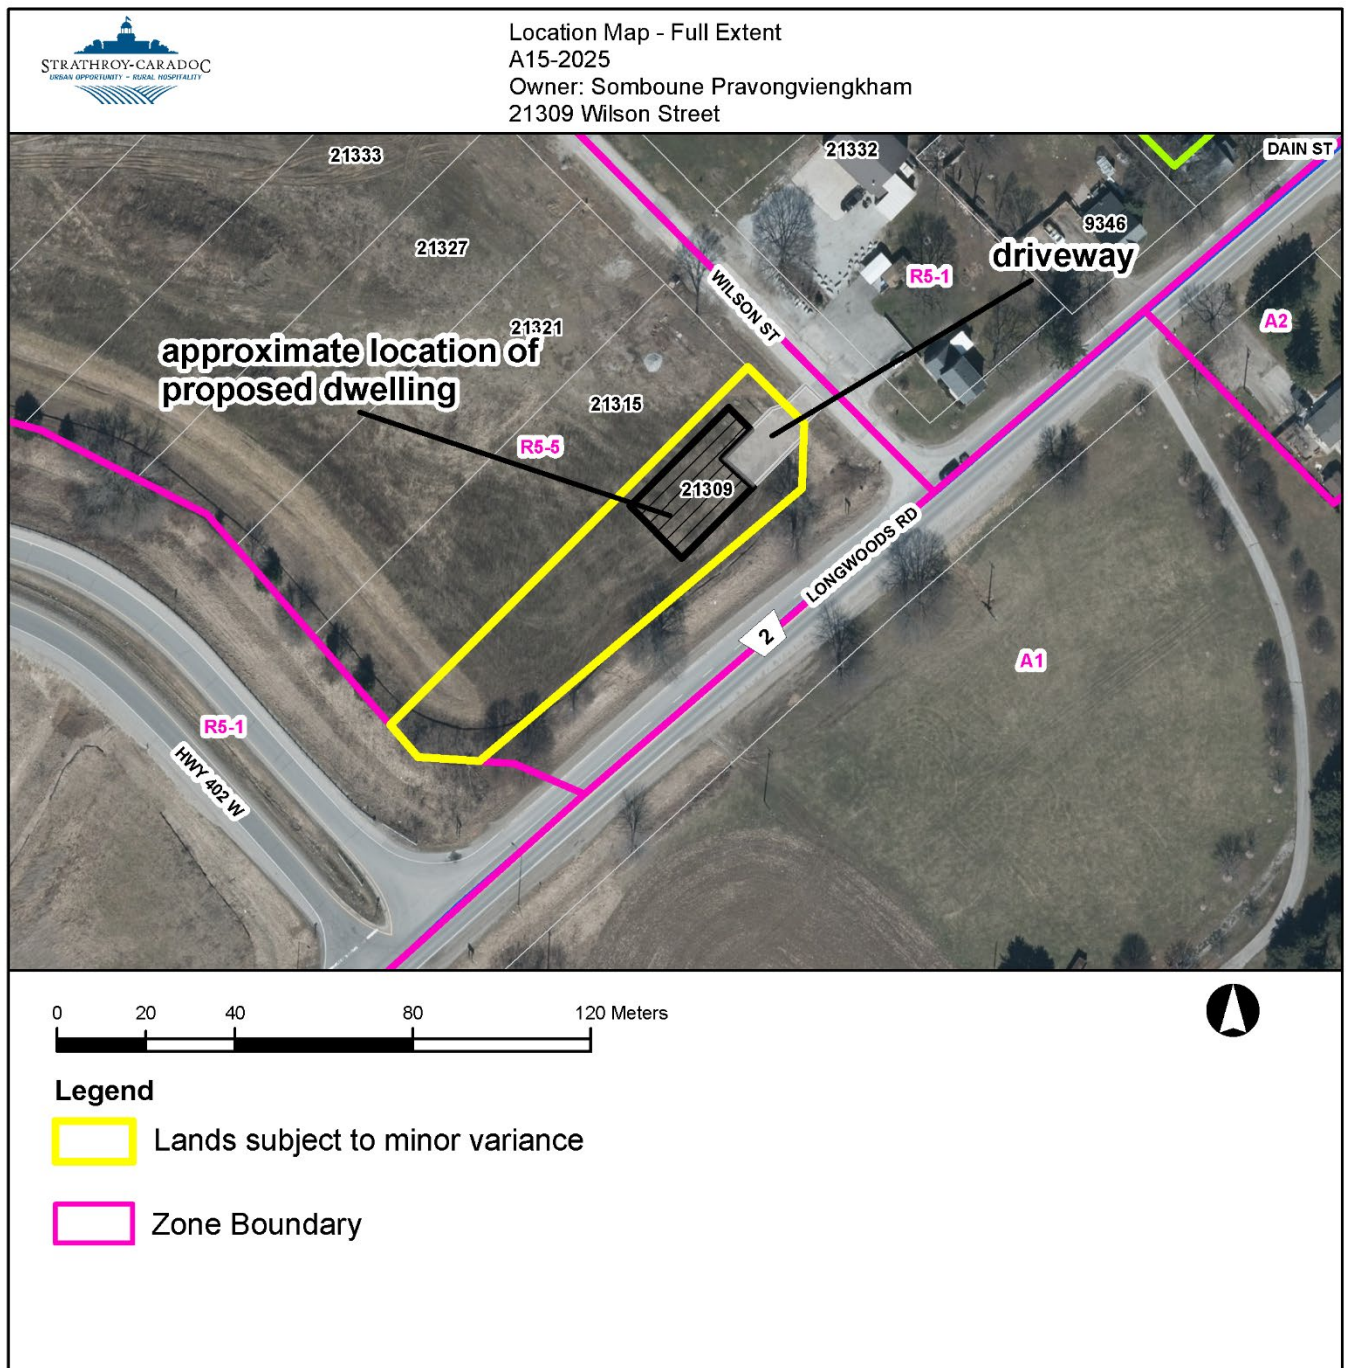 STRATHROY-CARADOC
URBAN OPPORTUNITY ~ RURAL HOSPITALITY
Location Map - Full Extent
A15-2025
Owner: Somboune Pravongviengkham
21309 Wilson Street
21333
21332
DAIN ST
21327
9346
driveway
R5-1
WILSON ST
21321
A2
approximate location of
proposed dwelling
21315
R5-5
21309
LONGWOODS RD
2
A1
R5-1
HWY 402 W
0 20 40 80 120 Meters
Legend
Lands subject to minor variance
Zone Boundary